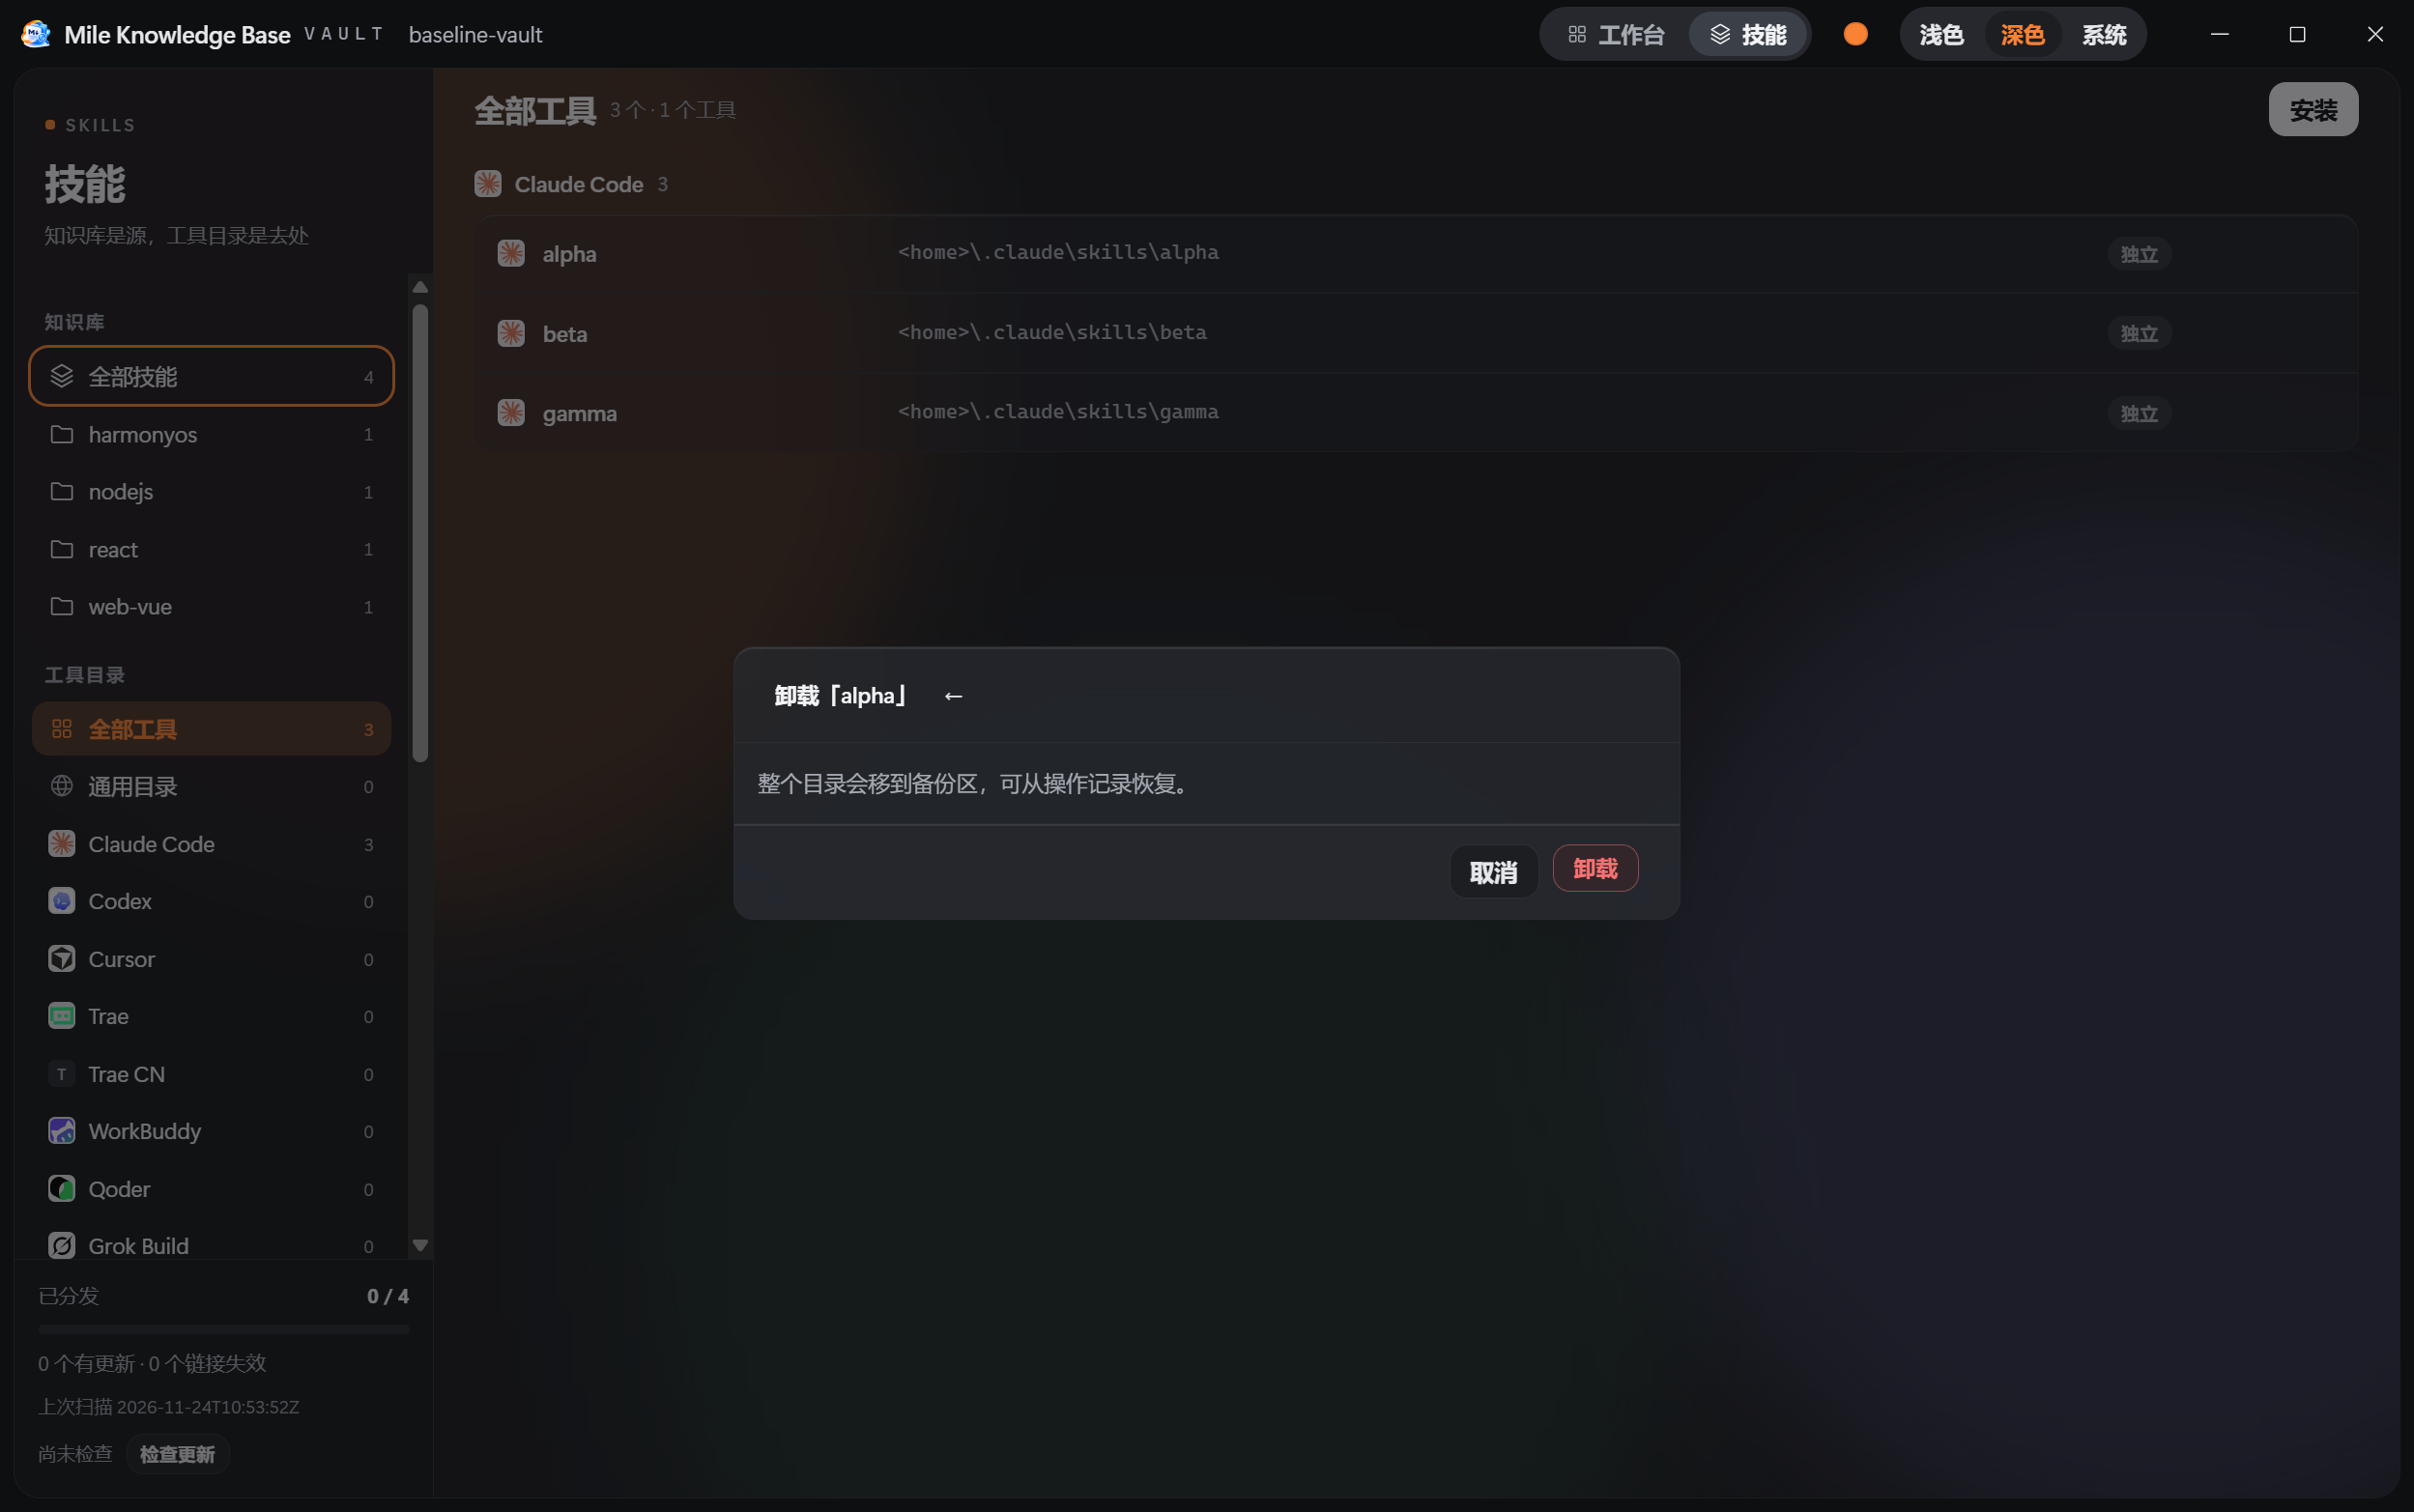 Mile Knowledge Base VAULT baseline-vault 工作台 技能 浅色 深色 系统
SKILLS
技能
知识库是源，工具目录是去处
知识库
全部技能 4
harmonyos 1
nodejs 1
react 1
web-vue 1
工具目录
全部工具 3
通用目录 0
Claude Code 3
Codex 0
Cursor 0
Trae 0
T Trae CN 0
WorkBuddy 0
Qoder 0
Grok Build 0
已分发 0 / 4
0 个有更新 · 0 个链接失效
上次扫描 2026-11-24T10:53:52Z
尚未检查 检查更新
全部工具 3 个 · 1 个工具 安装
Claude Code 3
alpha <home>\.claude\skills\alpha 独立
beta <home>\.claude\skills\beta 独立
gamma <home>\.claude\skills\gamma 独立
卸载「alpha」 ←
整个目录会移到备份区，可从操作记录恢复。
取消 卸载